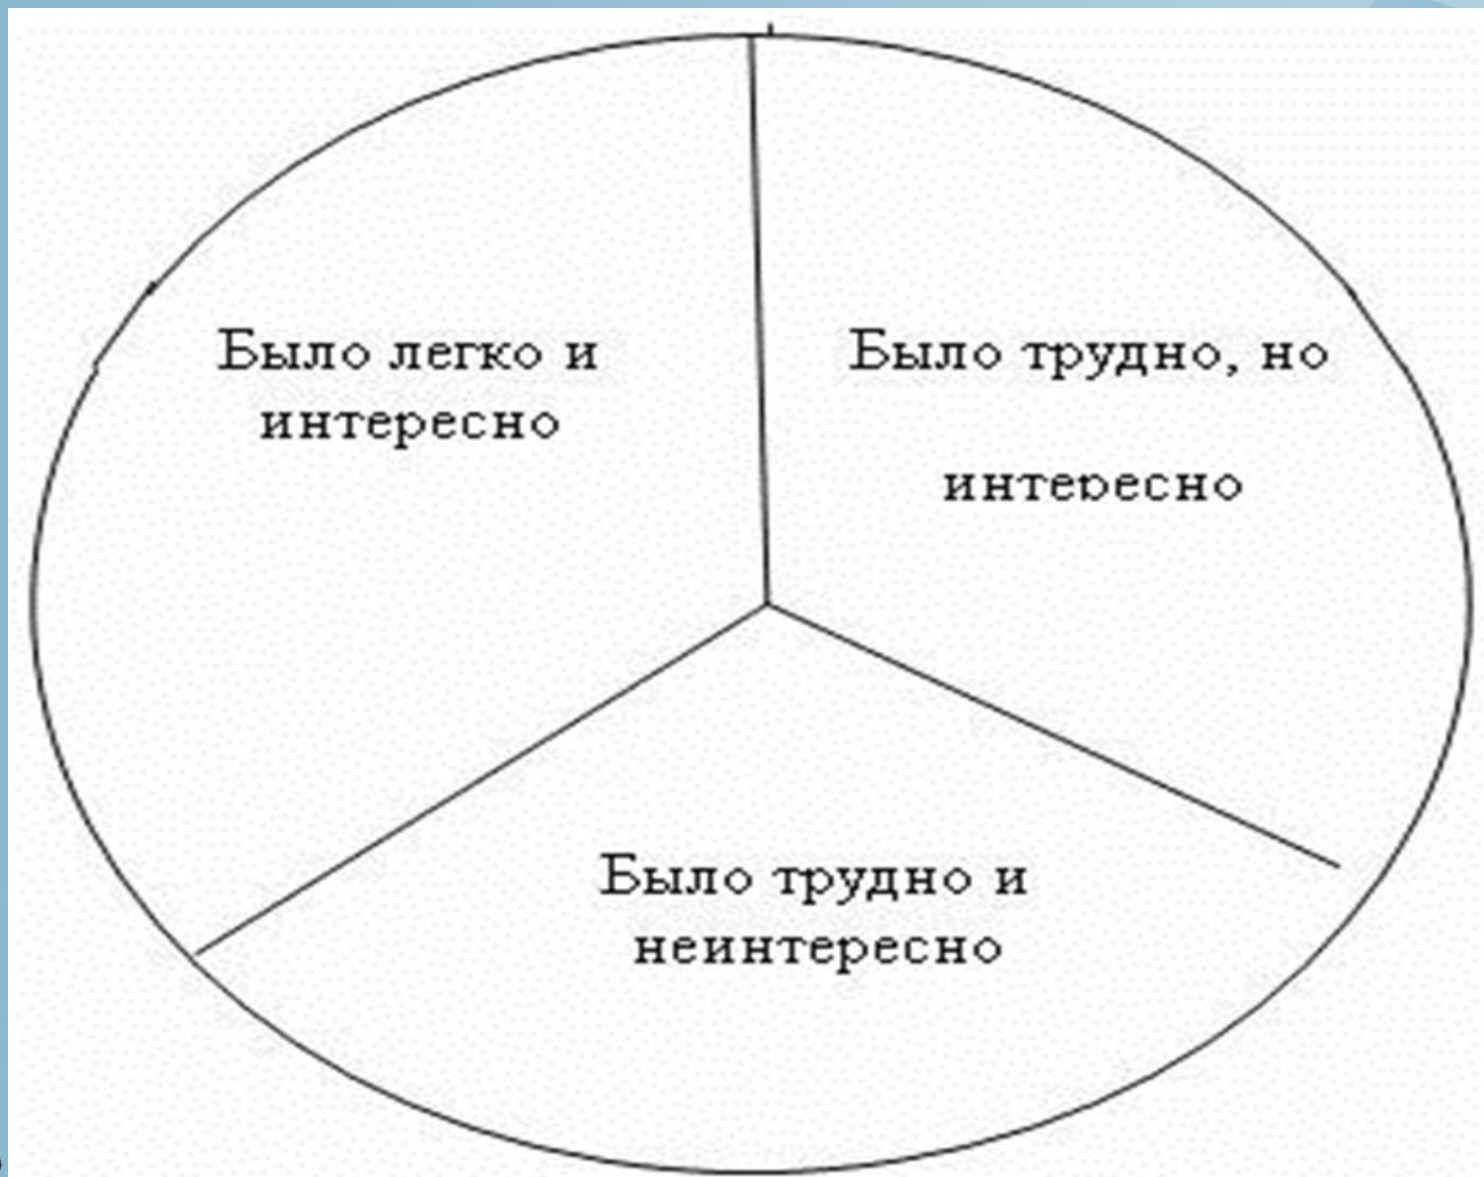 Было легко и
интересно
Было трудно, но
интересно
Было трудно и
неинтересно